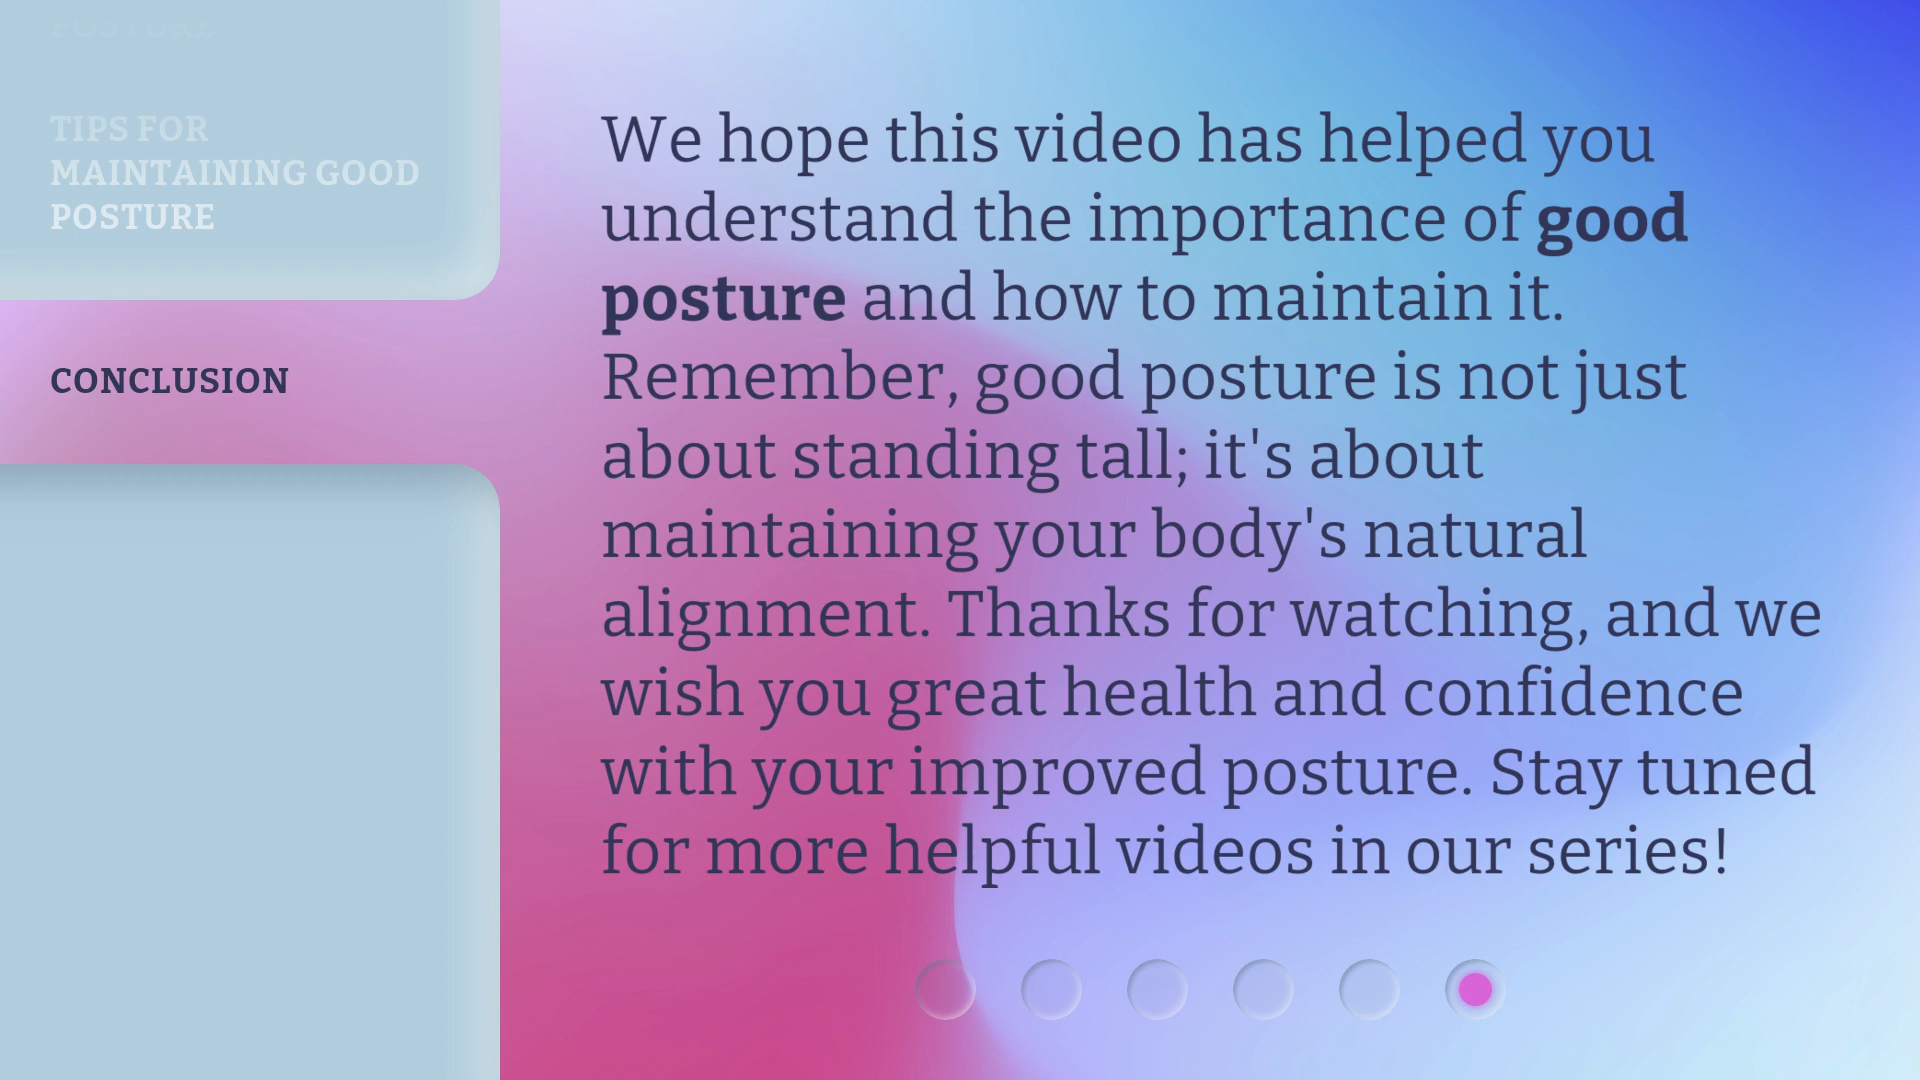 POSTURE
TIPS FOR
MAINTAINING GOOD
POSTURE
CONCLUSION
We hope this video has helped you
understand the importance of good
posture and how to maintain it.
Remember, good posture is not just
about standing tall; it's about
maintaining your body's natural
alignment. Thanks for watching, and we
wish you great health and confidence
with your improved posture. Stay tuned
for more helpful videos in our series!